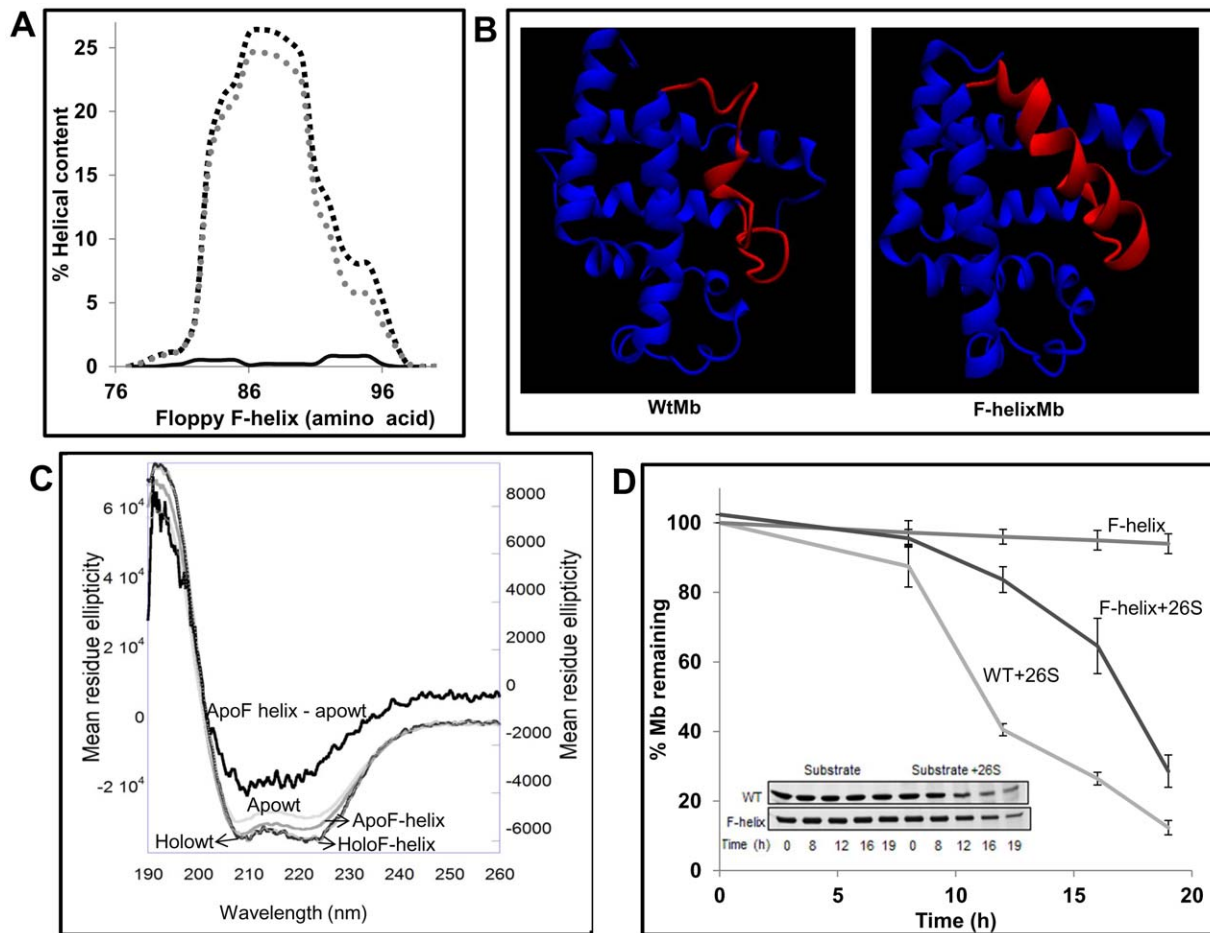 A
% Helical content
25
20
15
10
5
0
76
86
96
Floppy F-helix (amino acid)
B
WtMb
F-helixMb
C
Mean residue ellipticity
6 10⁴
4 10⁴
2 10⁴
0
-2 10⁴
8000
6000
4000
2000
0
-2000
-4000
-6000
Mean residue ellipticity
ApoF helix - apowt
Apowt
ApoF-helix
Holowt
HoloF-helix
190 200 210 220 230 240 250 260
Wavelength (nm)
D
% Mb remaining
100
80
60
40
20
0
F-helix
F-helix+26S
WT+26S
Substrate Substrate +26S
WT
F-helix
Time (h) 0 8 12 16 19 0 8 12 16 19
0 5 10 15 20
Time (h)